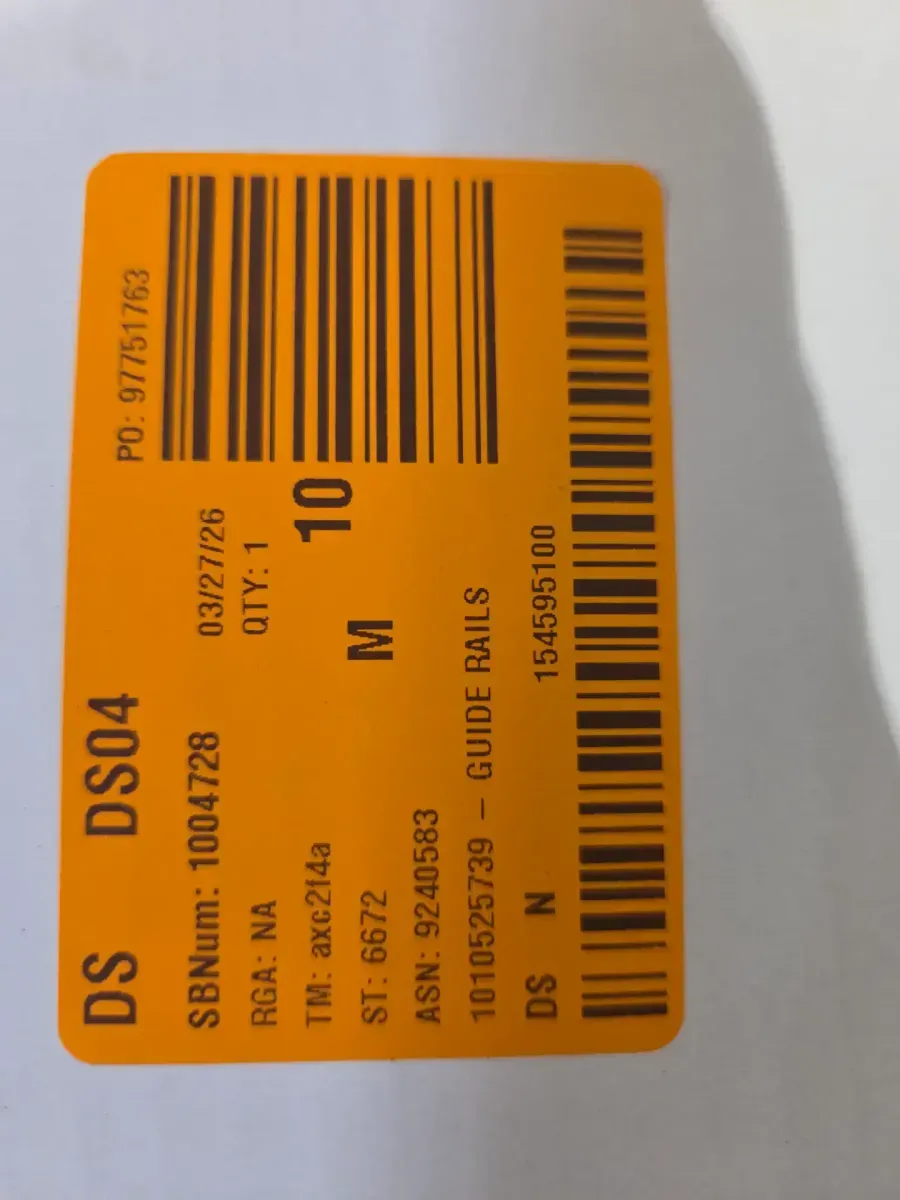 DS DS04 PO: 97751763
SBNum: 1004728 03/27/26
RGA: NA QTY: 1
TM: axc2f4a 10
ST: 6672 M
ASN: 9240583
1010525739 – GUIDE RAILS
DS N 154595100